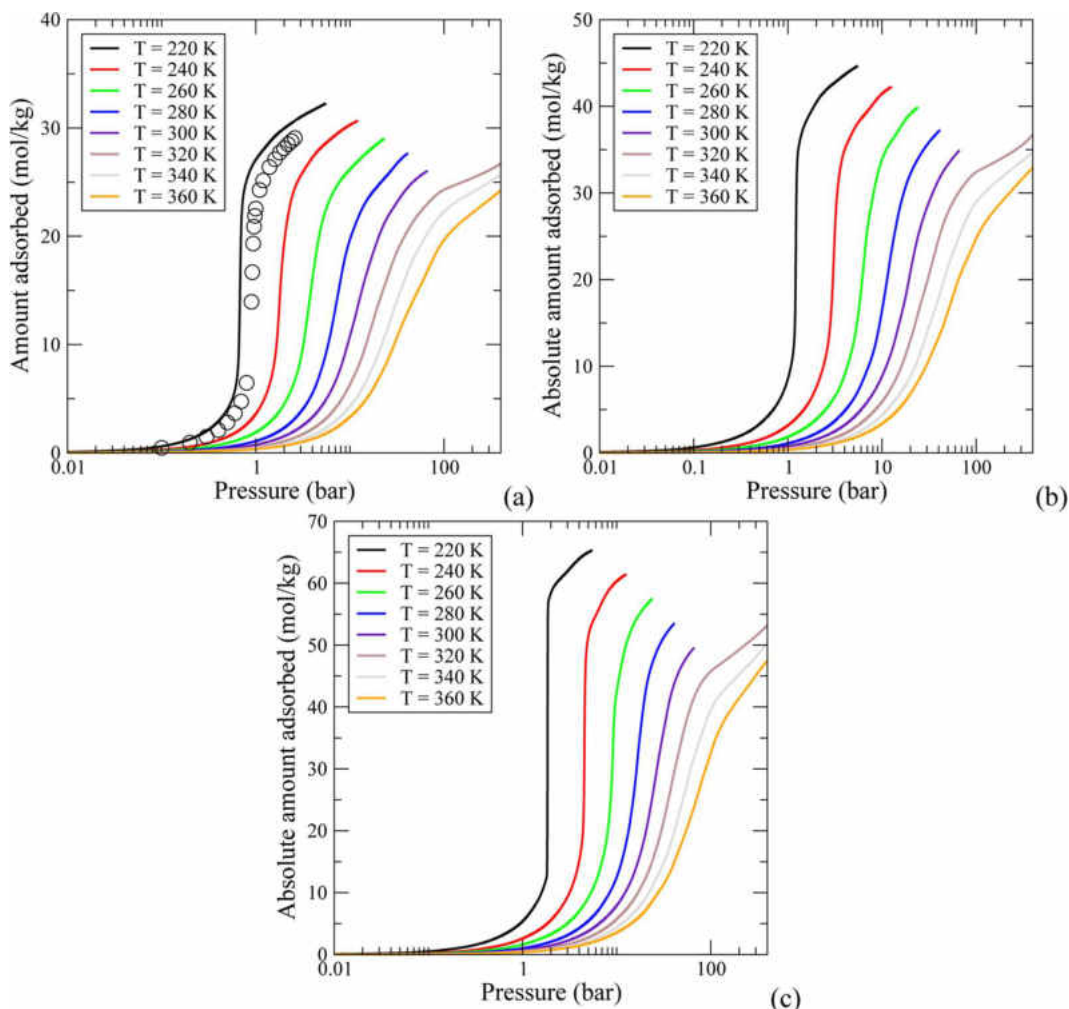 40
30
20
10
0
0.01
1
100
Amount adsorbed (mol/kg)
Pressure (bar)
T = 220 K
T = 240 K
T = 260 K
T = 280 K
T = 300 K
T = 320 K
T = 340 K
T = 360 K
(a)
50
40
30
20
10
0
0.01
0.1
1
10
100
Absolute amount adsorbed (mol/kg)
Pressure (bar)
T = 220 K
T = 240 K
T = 260 K
T = 280 K
T = 300 K
T = 320 K
T = 340 K
T = 360 K
(b)
70
60
50
40
30
20
10
0
0.01
1
100
Absolute amount adsorbed (mol/kg)
Pressure (bar)
T = 220 K
T = 240 K
T = 260 K
T = 280 K
T = 300 K
T = 320 K
T = 340 K
T = 360 K
(c)